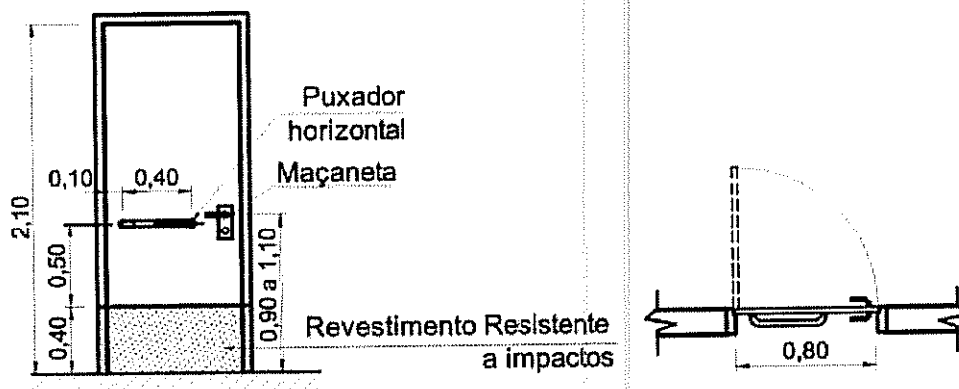 Puxador
horizontal
Maçaneta
0,10
0,40
2,10
0,50
0,40
0,90 a 1,10
Revestimento Resistente
a impactos
0,80